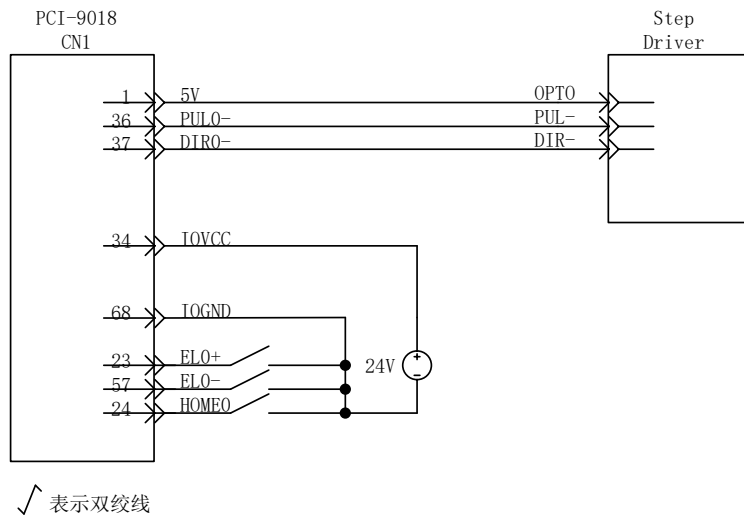 PCI-9018
CN1
Step
Driver
1 5V OPTO
36 PUL0- PUL-
37 DIR0- DIR-
34 IOVCC
68 IOGND
23 EL0+
24V
57 EL0-
24 HOME0
表示双绞线